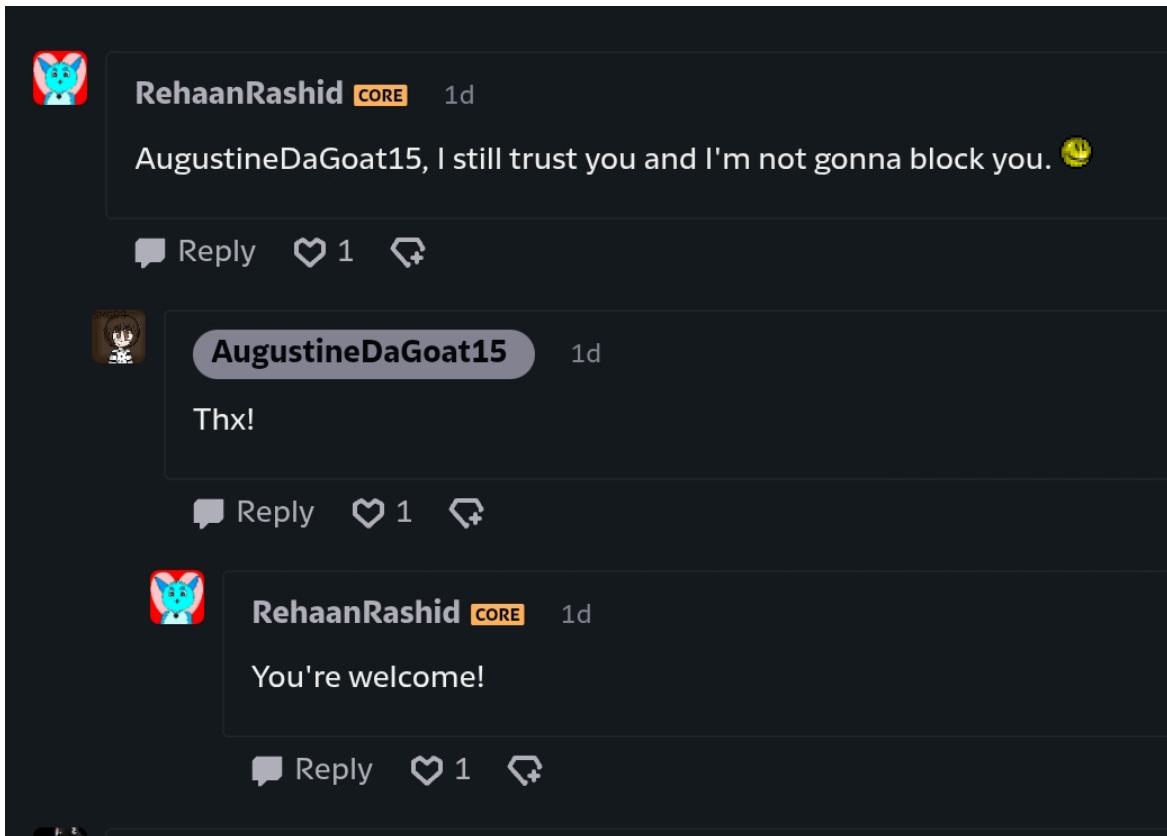 RehaanRashid CORE 1d
AugustineDaGoat15, I still trust you and I'm not gonna block you.
Reply 1
AugustineDaGoat15 1d
Thx!
Reply 1
RehaanRashid CORE 1d
You're welcome!
Reply 1